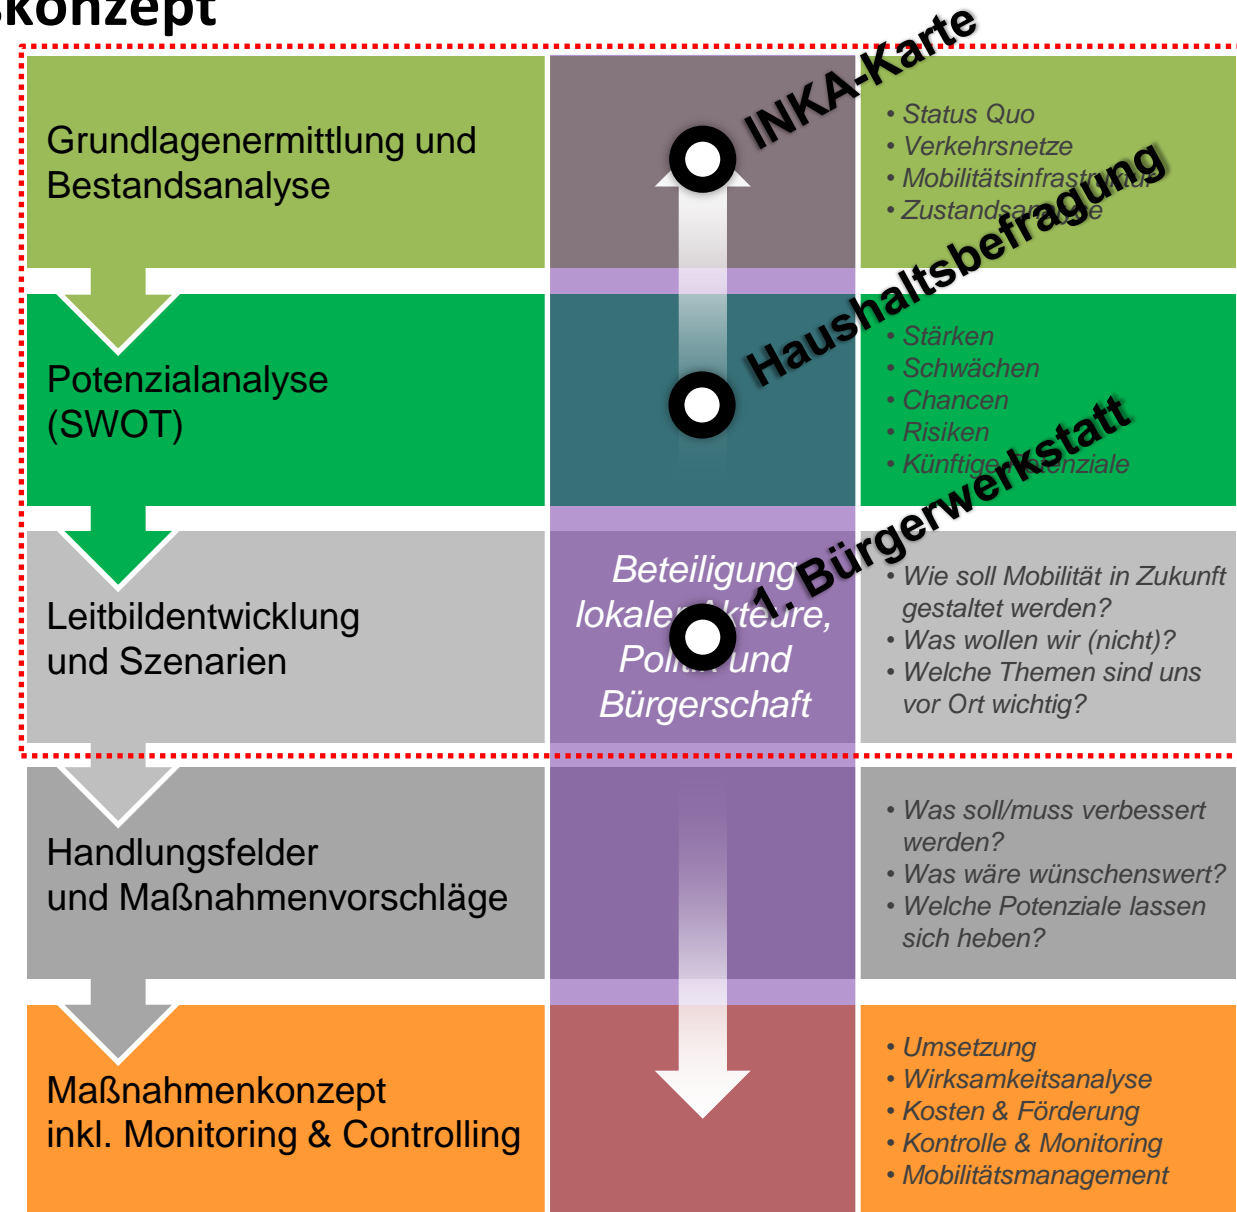 skonzept
INKA-Karte
Grundlagenermittlung und
Bestandsanalyse
• Status Quo
• Verkehrsnetze
• Mobilitätsinfrastruktur
• Zustandsanalyse
Haushaltsbefragung
Potenzialanalyse
(SWOT)
• Stärken
• Schwächen
• Chancen
• Risiken
• Künftige Potenziale
1. Bürgerwerkstatt
Leitbildentwicklung
und Szenarien
Beteiligung
lokaler Akteure,
Politik und
Bürgerschaft
• Wie soll Mobilität in Zukunft
gestaltet werden?
• Was wollen wir (nicht)?
• Welche Themen sind uns
vor Ort wichtig?
Handlungsfelder
und Maßnahmenvorschläge
• Was soll/muss verbessert
werden?
• Was wäre wünschenswert?
• Welche Potenziale lassen
sich heben?
Maßnahmenkonzept
inkl. Monitoring & Controlling
• Umsetzung
• Wirksamkeitsanalyse
• Kosten & Förderung
• Kontrolle & Monitoring
• Mobilitätsmanagement